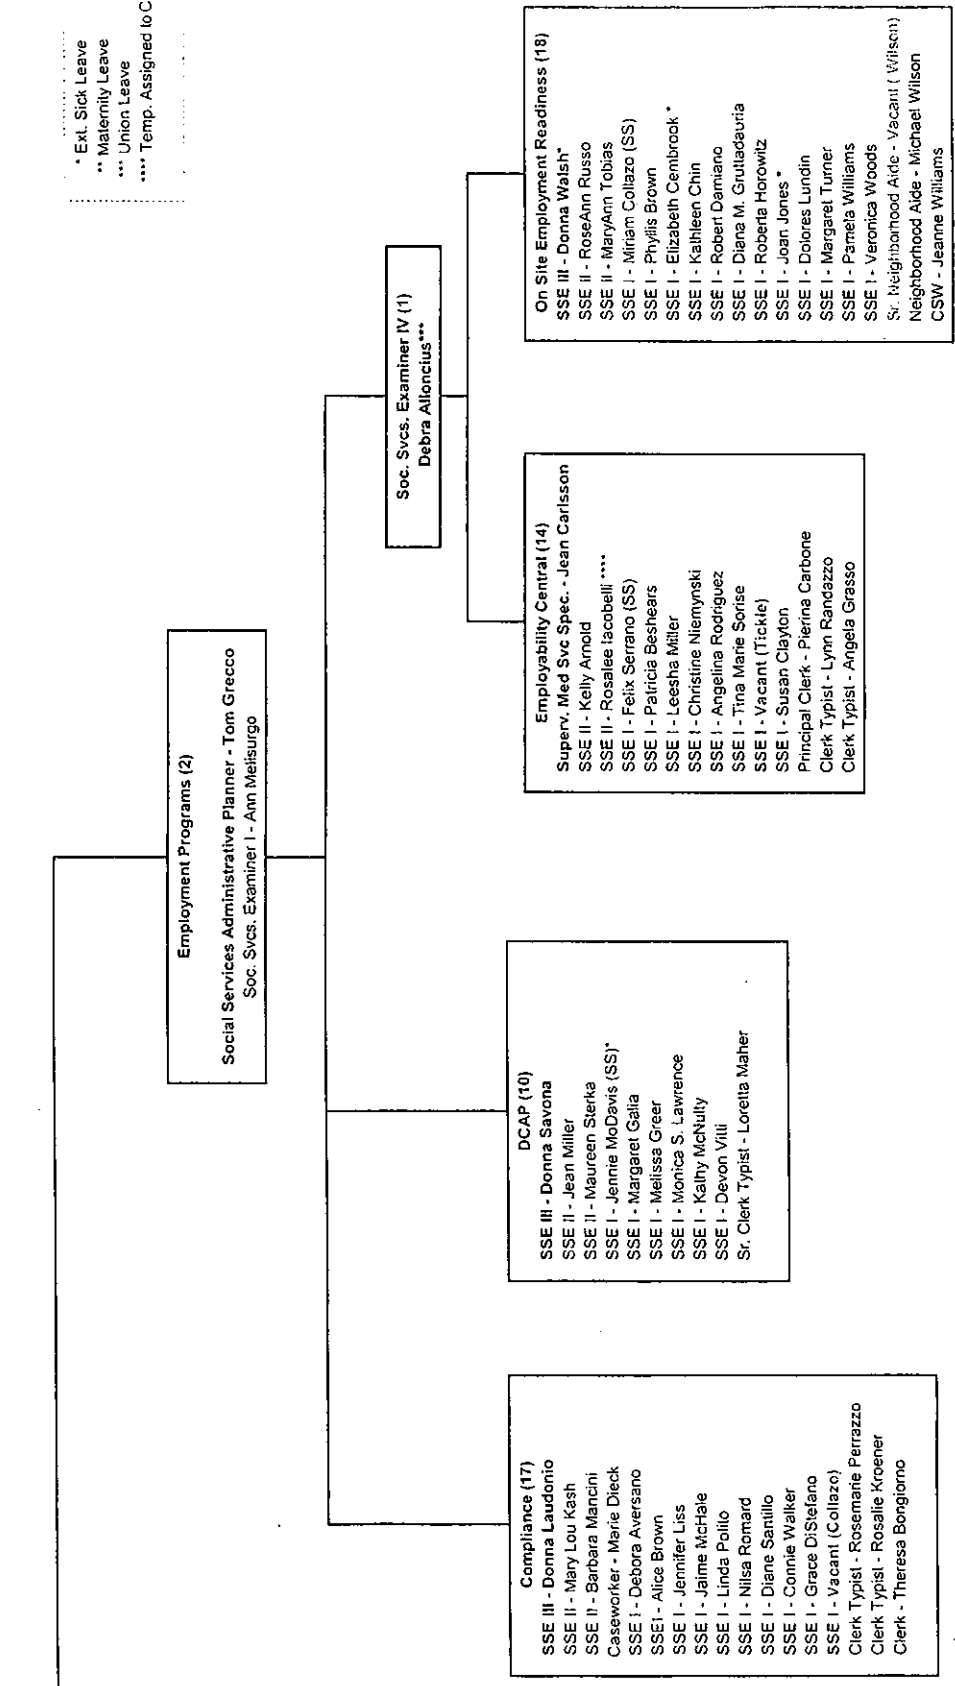 * Ext. Sick Leave
** Maternity Leave
*** Union Leave
**** Temp. Assigned to C
Employment Programs (2)
Social Services Administrative Planner - Tom Grecco
Soc. Svcs. Examiner I - Ann Melisurgo
Soc. Svcs. Examiner IV (1)
Debra Alloncius***
Compliance (17)
SSE III - Donna Laudonio
SSE II - Mary Lou Kash
SSE II - Barbara Mancini
Caseworker - Marie Dieck
SSE I - Debora Aversano
SSE I - Alice Brown
SSE I - Jennifer Liss
SSE I - Jaime McHale
SSE I - Linda Polilo
SSE I - Nilsa Romard
SSE I - Diane Santillo
SSE I - Connie Walker
SSE I - Grace DiStefano
SSE I - Vacant (Collazo)
Clerk Typist - Rosemarie Perrazzo
Clerk Typist - Rosalie Kroener
Clerk - Theresa Bongiorno
DCAP (10)
SSE III - Donna Savona
SSE II - Jean Miller
SSE II - Maureen Sterka
SSE I - Jennie MoDavis (SS)*
SSE I - Margaret Galia
SSE I - Melissa Greer
SSE I - Monica S. Lawrence
SSE I - Kathy McNulty
SSE I - Devon Vitti
Sr. Clerk Typist - Loretta Maher
Employability Central (14)
Superv. Med Svc Spec. - Jean Carlsson
SSE II - Kelly Arnold
SSE II - Rosalee Iacobelli ****
SSE I - Felix Serrano (SS)
SSE I - Patricia Beshears
SSE I - Leesha Miller
SSE I - Christine Niemynski
SSE I - Angelina Rodriguez
SSE I - Tina Marie Sorise
SSE I - Vacant (Tickle)
SSE I - Susan Clayton
Principal Clerk - Pierina Carbone
Clerk Typist - Lynn Randazzo
Clerk Typist - Angela Grasso
On Site Employment Readiness (18)
SSE III - Donna Walsh*
SSE II - RoseAnn Russo
SSE II - MaryAnn Tobias
SSE I - Miriam Collazo (SS)
SSE I - Phyllis Brown
SSE I - Elizabeth Cembrook *
SSE I - Kathleen Chin
SSE I - Robert Damiano
SSE I - Diana M. Gruttadauria
SSE I - Roberta Horowitz
SSE I - Joan Jones *
SSE I - Dolores Lundin
SSE I - Margaret Turner
SSE I - Pamela Williams
SSE I - Veronica Woods
Sr. Neighborhood Aide - Vacant ( Wilson)
Neighborhood Aide - Michael Wilson
CSW - Jeanne Williams